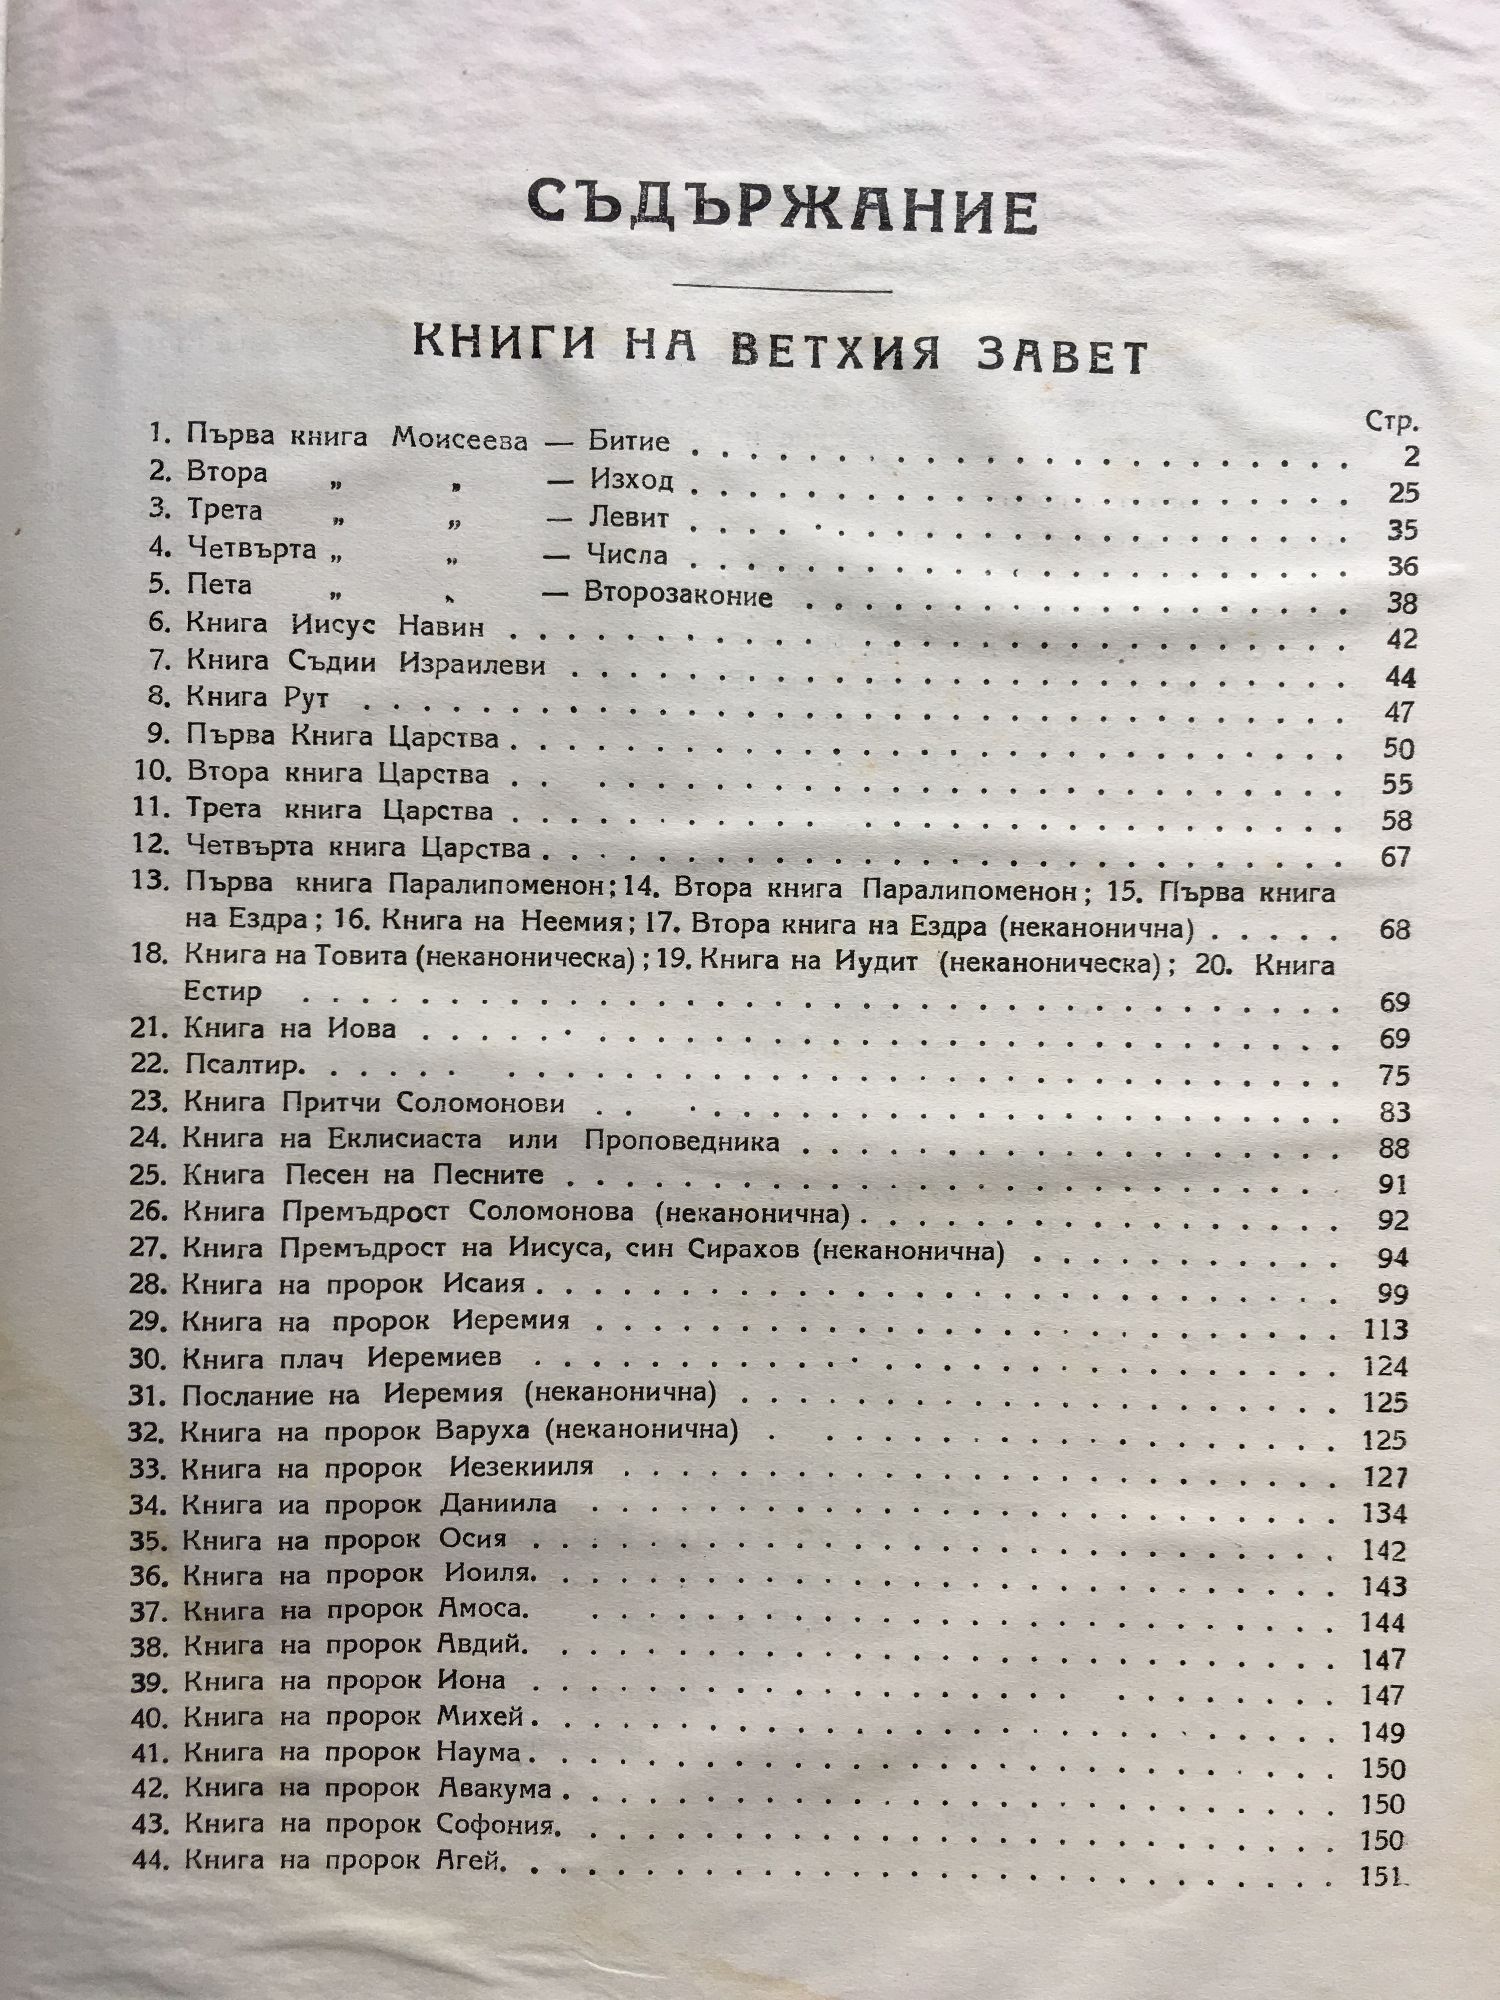 СЪДЪРЖАНИЕ
КНИГИ НА ВЕТХИЯ ЗАВЕТ
Стр.
1. Първа книга Моисеева — Битие . . . . . . . . . . . . . . . . . . . . . . . 2
2. Втора „ „ — Изход . . . . . . . . . . . . . . . . . . . . . . . 25
3. Трета „ „ — Левит . . . . . . . . . . . . . . . . . . . . . . . 35
4. Четвърта „ „ — Числа . . . . . . . . . . . . . . . . . . . . . . . 36
5. Пета „ „ — Второзаконие . . . . . . . . . . . . . . . . . . . 38
6. Книга Иисус Навин . . . . . . . . . . . . . . . . . . . . . . . . . . . . 42
7. Книга Съдии Израилеви . . . . . . . . . . . . . . . . . . . . . . . . . . . 44
8. Книга Рут . . . . . . . . . . . . . . . . . . . . . . . . . . . . . . . . . . 47
9. Първа Книга Царства . . . . . . . . . . . . . . . . . . . . . . . . . . . . . 50
10. Втора книга Царства . . . . . . . . . . . . . . . . . . . . . . . . . . . . 55
11. Трета книга Царства . . . . . . . . . . . . . . . . . . . . . . . . . . . . 58
12. Четвърта книга Царства . . . . . . . . . . . . . . . . . . . . . . . . . . . . 67
13. Първа книга Паралипоменон; 14. Втора книга Паралипоменон; 15. Първа книга
на Ездра; 16. Книга на Неемия; 17. Втора книга на Ездра (неканонична) . . . . . 68
18. Книга на Товита (неканоническа); 19. Книга на Иудит (неканоническа); 20. Книга
Естир . . . . . . . . . . . . . . . . . . . . . . . . . . . . . . . . . . . . 69
21. Книга на Иова . . . . . . . . . . . . . . . . . . . . . . . . . . . . . . . . 69
22. Псалтир. . . . . . . . . . . . . . . . . . . . . . . . . . . . . . . . . . . 75
23. Книга Притчи Соломонови . . . . . . . . . . . . . . . . . . . . . . . . . 83
24. Книга на Еклисиаста или Проповедника . . . . . . . . . . . . . . . . . . . 88
25. Книга Песен на Песните . . . . . . . . . . . . . . . . . . . . . . . . . . . 91
26. Книга Премъдрост Соломонова (неканонична) . . . . . . . . . . . . . . . . . 92
27. Книга Премъдрост на Иисуса, син Сирахов (неканонична) . . . . . . . . . . . 94
28. Книга на пророк Исаия . . . . . . . . . . . . . . . . . . . . . . . . . . . . 99
29. Книга на пророк Иеремия . . . . . . . . . . . . . . . . . . . . . . . . . . 113
30. Книга плач Иеремиев . . . . . . . . . . . . . . . . . . . . . . . . . . . . 124
31. Послание на Иеремия (неканонична) . . . . . . . . . . . . . . . . . . . . . 125
32. Книга на пророк Варуха (неканонична) . . . . . . . . . . . . . . . . . . . 125
33. Книга на пророк Иезекииля . . . . . . . . . . . . . . . . . . . . . . . . . 127
34. Книга иа пророк Даниила . . . . . . . . . . . . . . . . . . . . . . . . . . 134
35. Книга на пророк Осия . . . . . . . . . . . . . . . . . . . . . . . . . . . . 142
36. Книга на пророк Иоиля. . . . . . . . . . . . . . . . . . . . . . . . . . . . 143
37. Книга на пророк Амоса. . . . . . . . . . . . . . . . . . . . . . . . . . . 144
38. Книга на пророк Авдий. . . . . . . . . . . . . . . . . . . . . . . . . . . . 147
39. Книга на пророк Иона . . . . . . . . . . . . . . . . . . . . . . . . . . . 147
40. Книга на пророк Михей . . . . . . . . . . . . . . . . . . . . . . . . . . . . 149
41. Книга на пророк Наума . . . . . . . . . . . . . . . . . . . . . . . . . . . . 150
42. Книга на пророк Авакума . . . . . . . . . . . . . . . . . . . . . . . . . . . 150
43. Книга на пророк Софония. . . . . . . . . . . . . . . . . . . . . . . . . . . 150
44. Книга на пророк Агей. . . . . . . . . . . . . . . . . . . . . . . . . . . . . 151